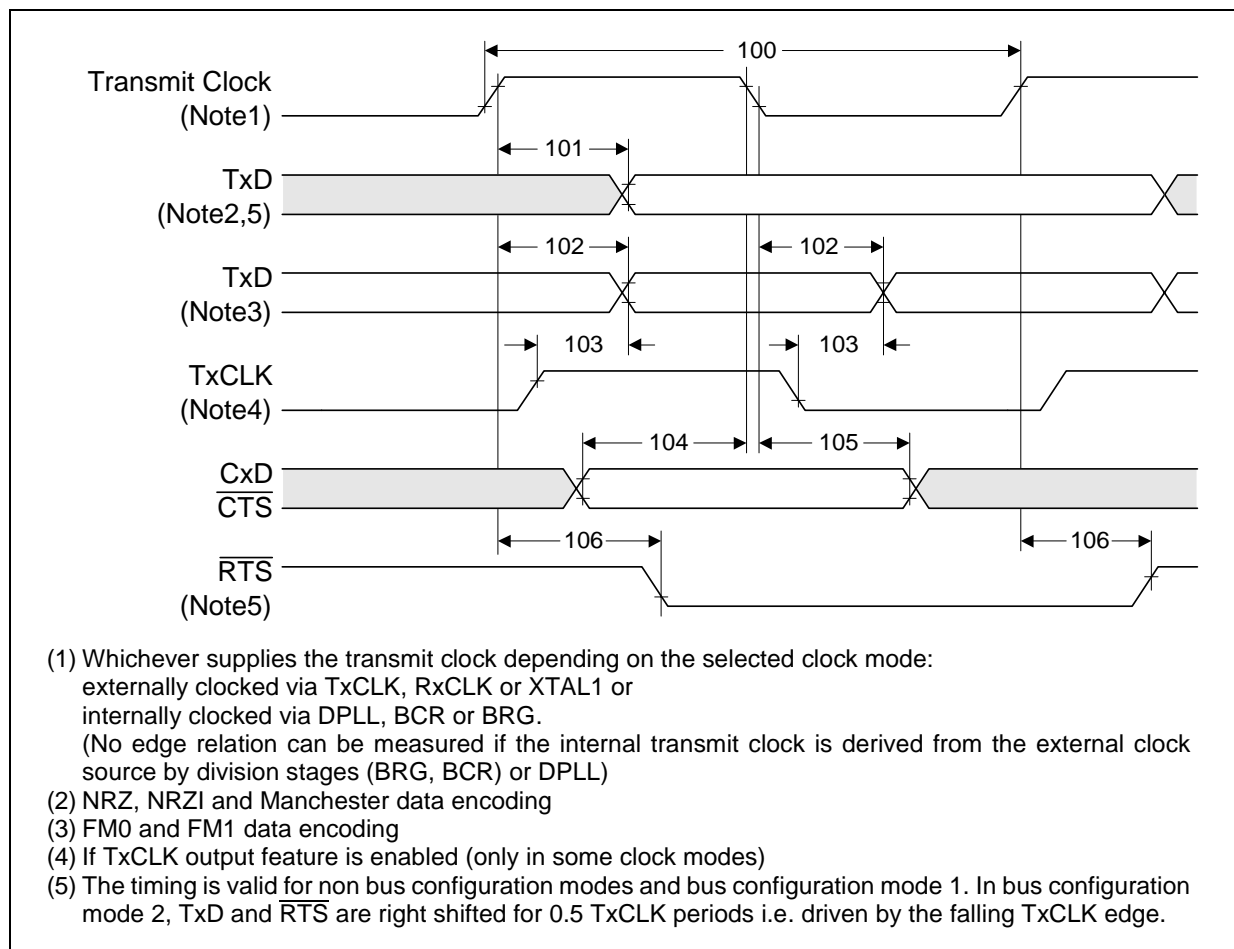 100
Transmit Clock
(Note1)
101
TxD
(Note2,5)
102
102
TxD
(Note3)
103
103
TxCLK
(Note4)
104
105
CxD
CTS
106
106
RTS
(Note5)
(1) Whichever supplies the transmit clock depending on the selected clock mode:
externally clocked via TxCLK, RxCLK or XTAL1 or
internally clocked via DPLL, BCR or BRG.
(No edge relation can be measured if the internal transmit clock is derived from the external clock
source by division stages (BRG, BCR) or DPLL)
(2) NRZ, NRZI and Manchester data encoding
(3) FM0 and FM1 data encoding
(4) If TxCLK output feature is enabled (only in some clock modes)
(5) The timing is valid for non bus configuration modes and bus configuration mode 1. In bus configuration
mode 2, TxD and RTS are right shifted for 0.5 TxCLK periods i.e. driven by the falling TxCLK edge.